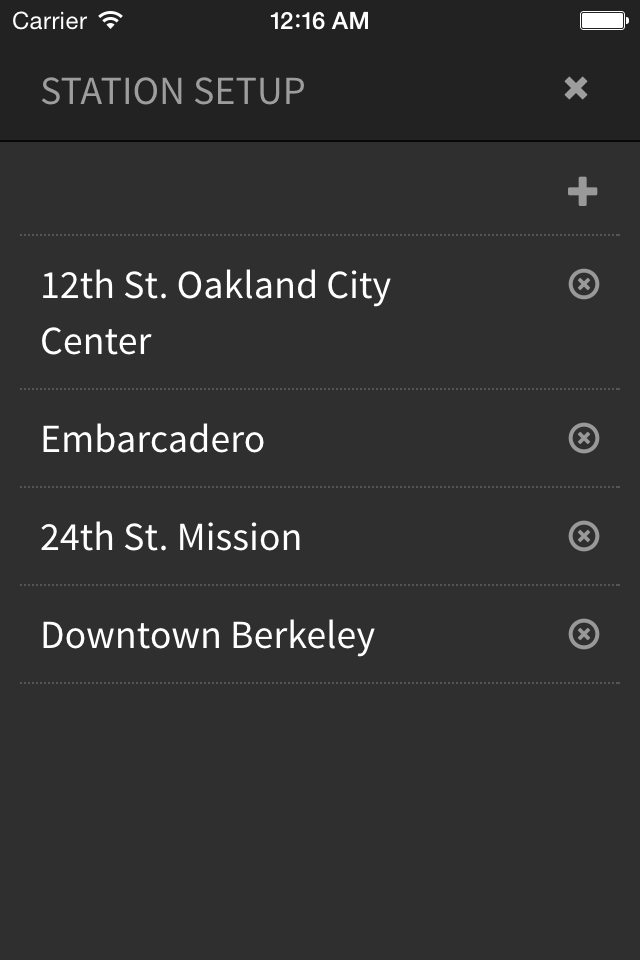 Carrier 12:16 AM
STATION SETUP
12th St. Oakland City
Center
Embarcadero
24th St. Mission
Downtown Berkeley